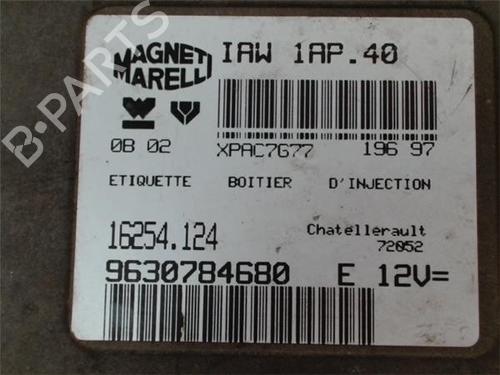 MAGNETI
MARELLI
IAW 1AP.40
0B 02
XPAC7G77
196 97
ETIQUETTE BOITIER D'INJECTION
16254.124
Chatellerault
72052
9630784680 E 12V=
B-PARTS